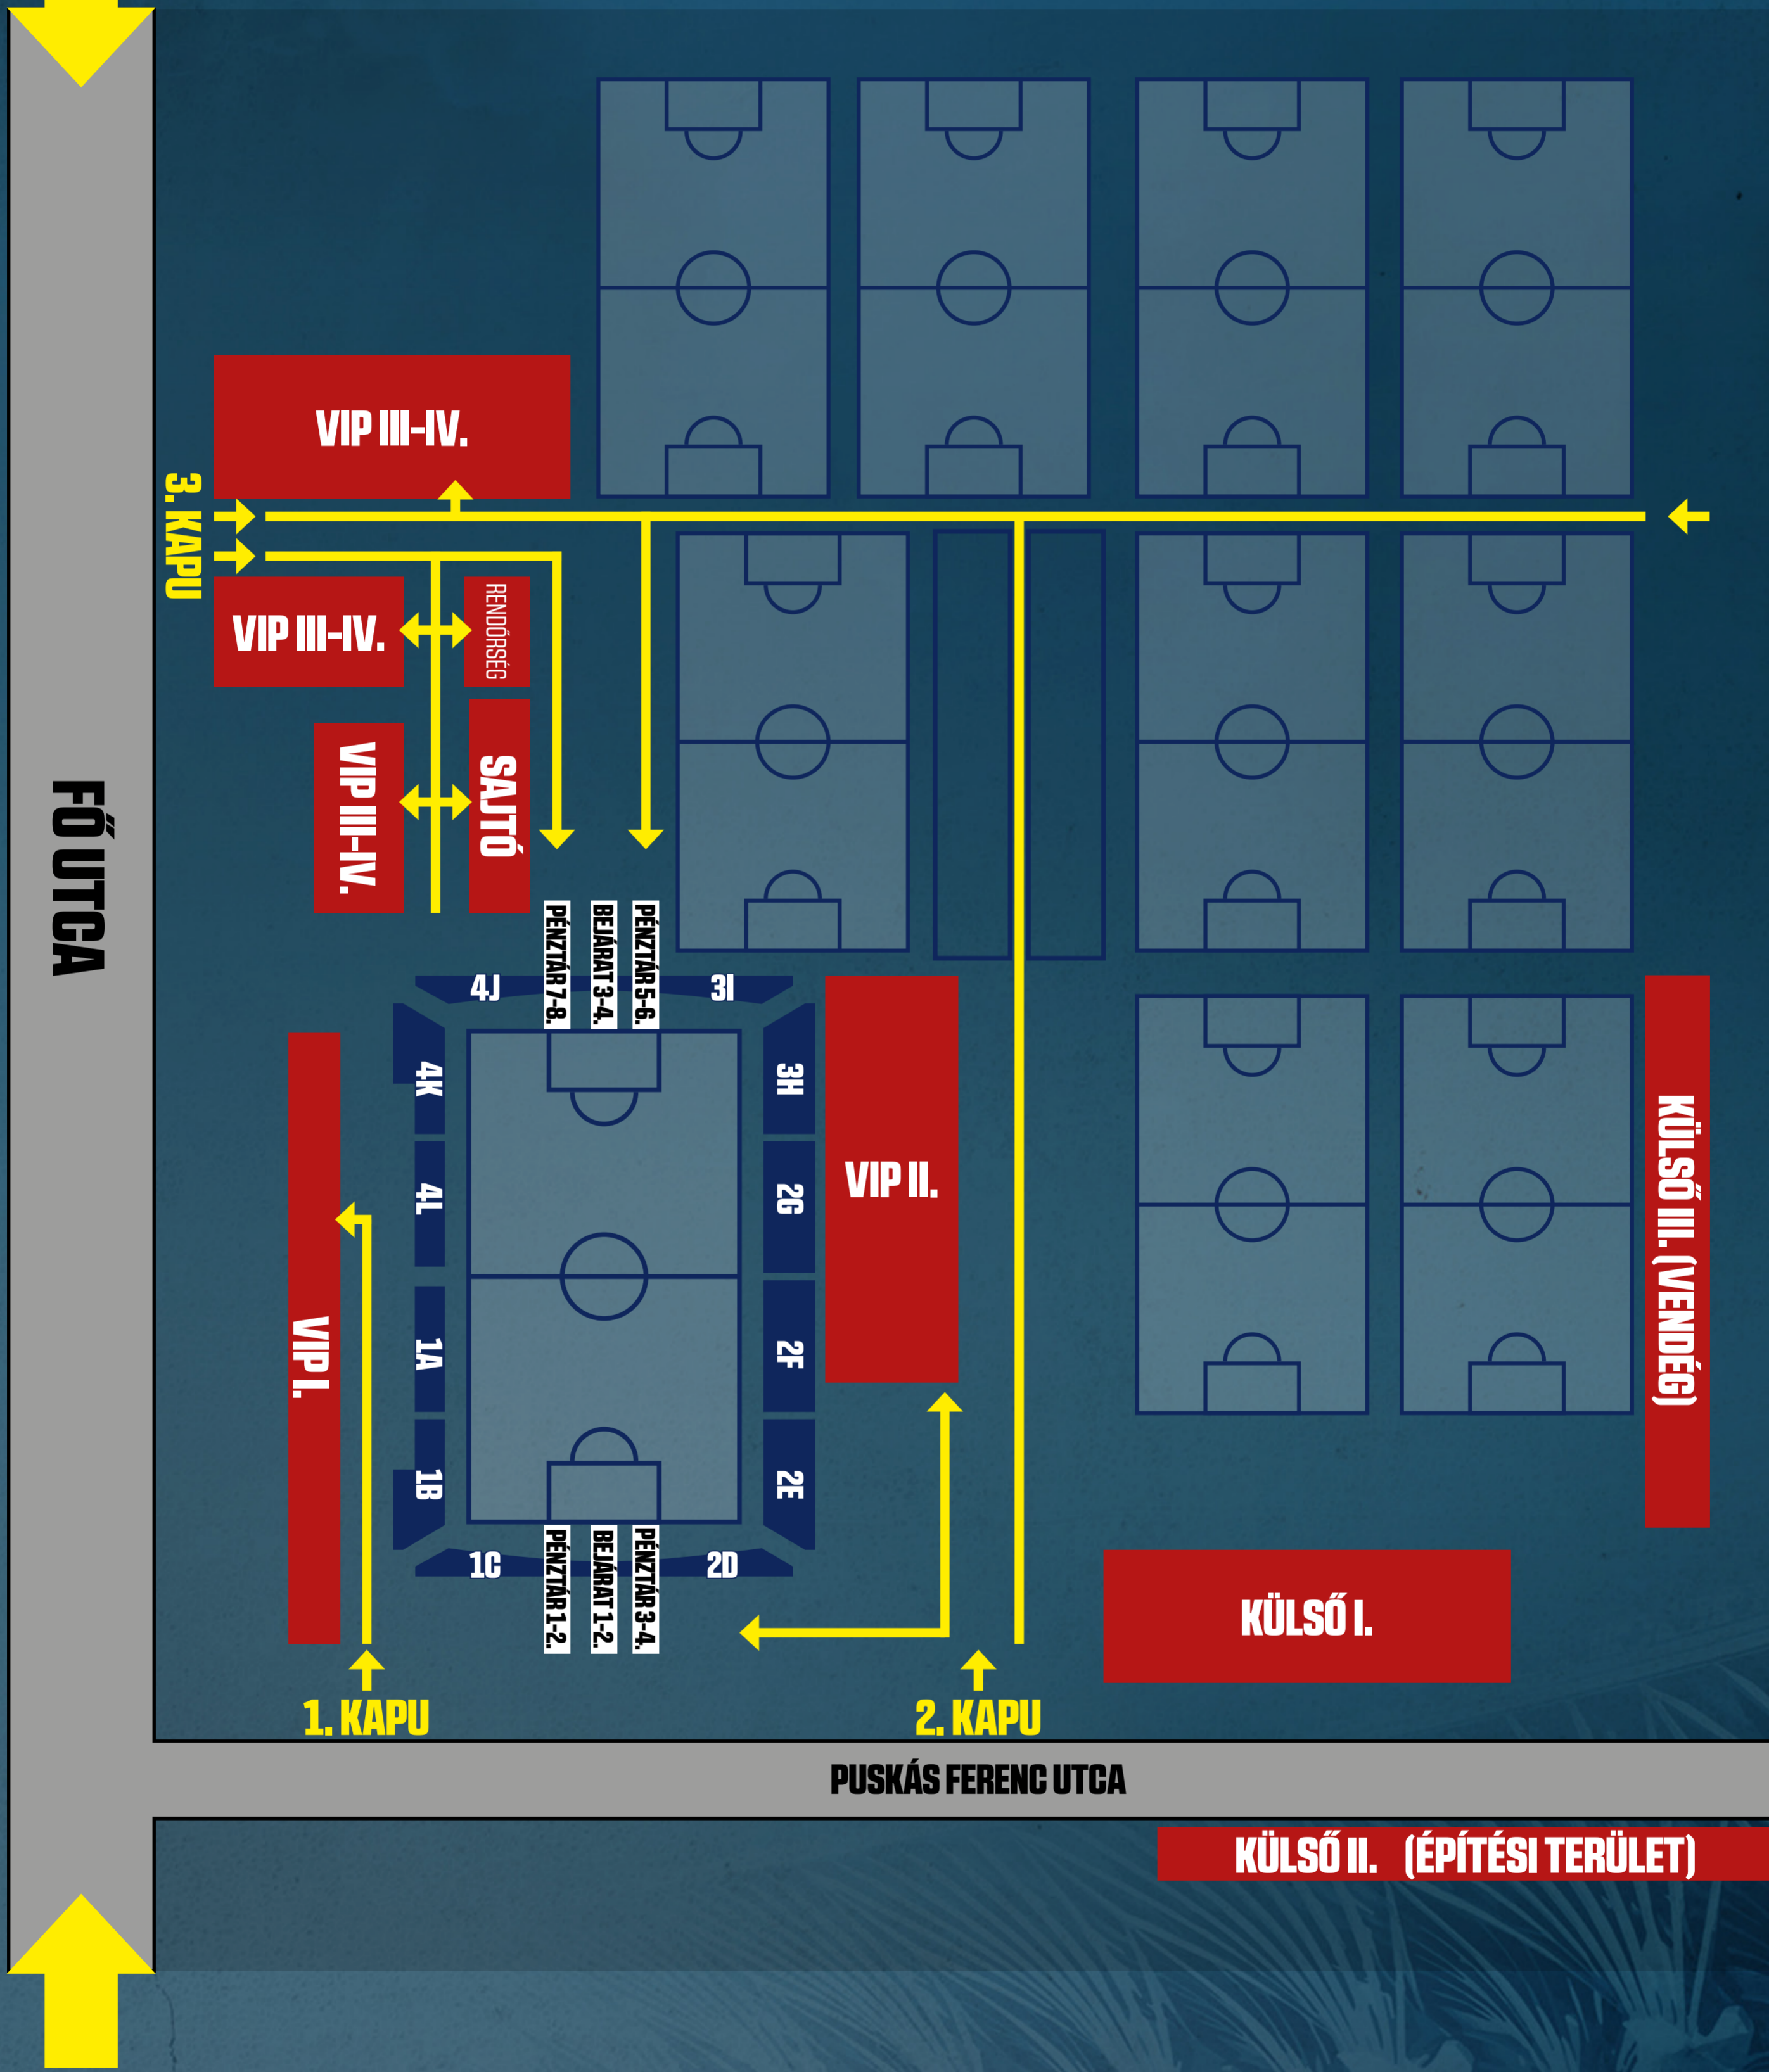 VIP III-IV.
3. KAPU
VIP III-IV.
RENDŐRSÉG
VIP III-IV.
SAJTÓ
FŐ UTCA
PÉNZTÁR 7-8.
BEJÁRAT 3-4.
PÉNZTÁR 5-6.
4J
3I
4K
3H
4L
2G
VIP II.
KÜLSŐ III. (VENDÉG)
VIP I.
1A
2F
1B
2E
1C
2D
PÉNZTÁR 1-2.
BEJÁRAT 1-2.
PÉNZTÁR 3-4.
KÜLSŐ I.
1. KAPU
2. KAPU
PUSKÁS FERENC UTCA
KÜLSŐ II. (ÉPÍTÉSI TERÜLET)